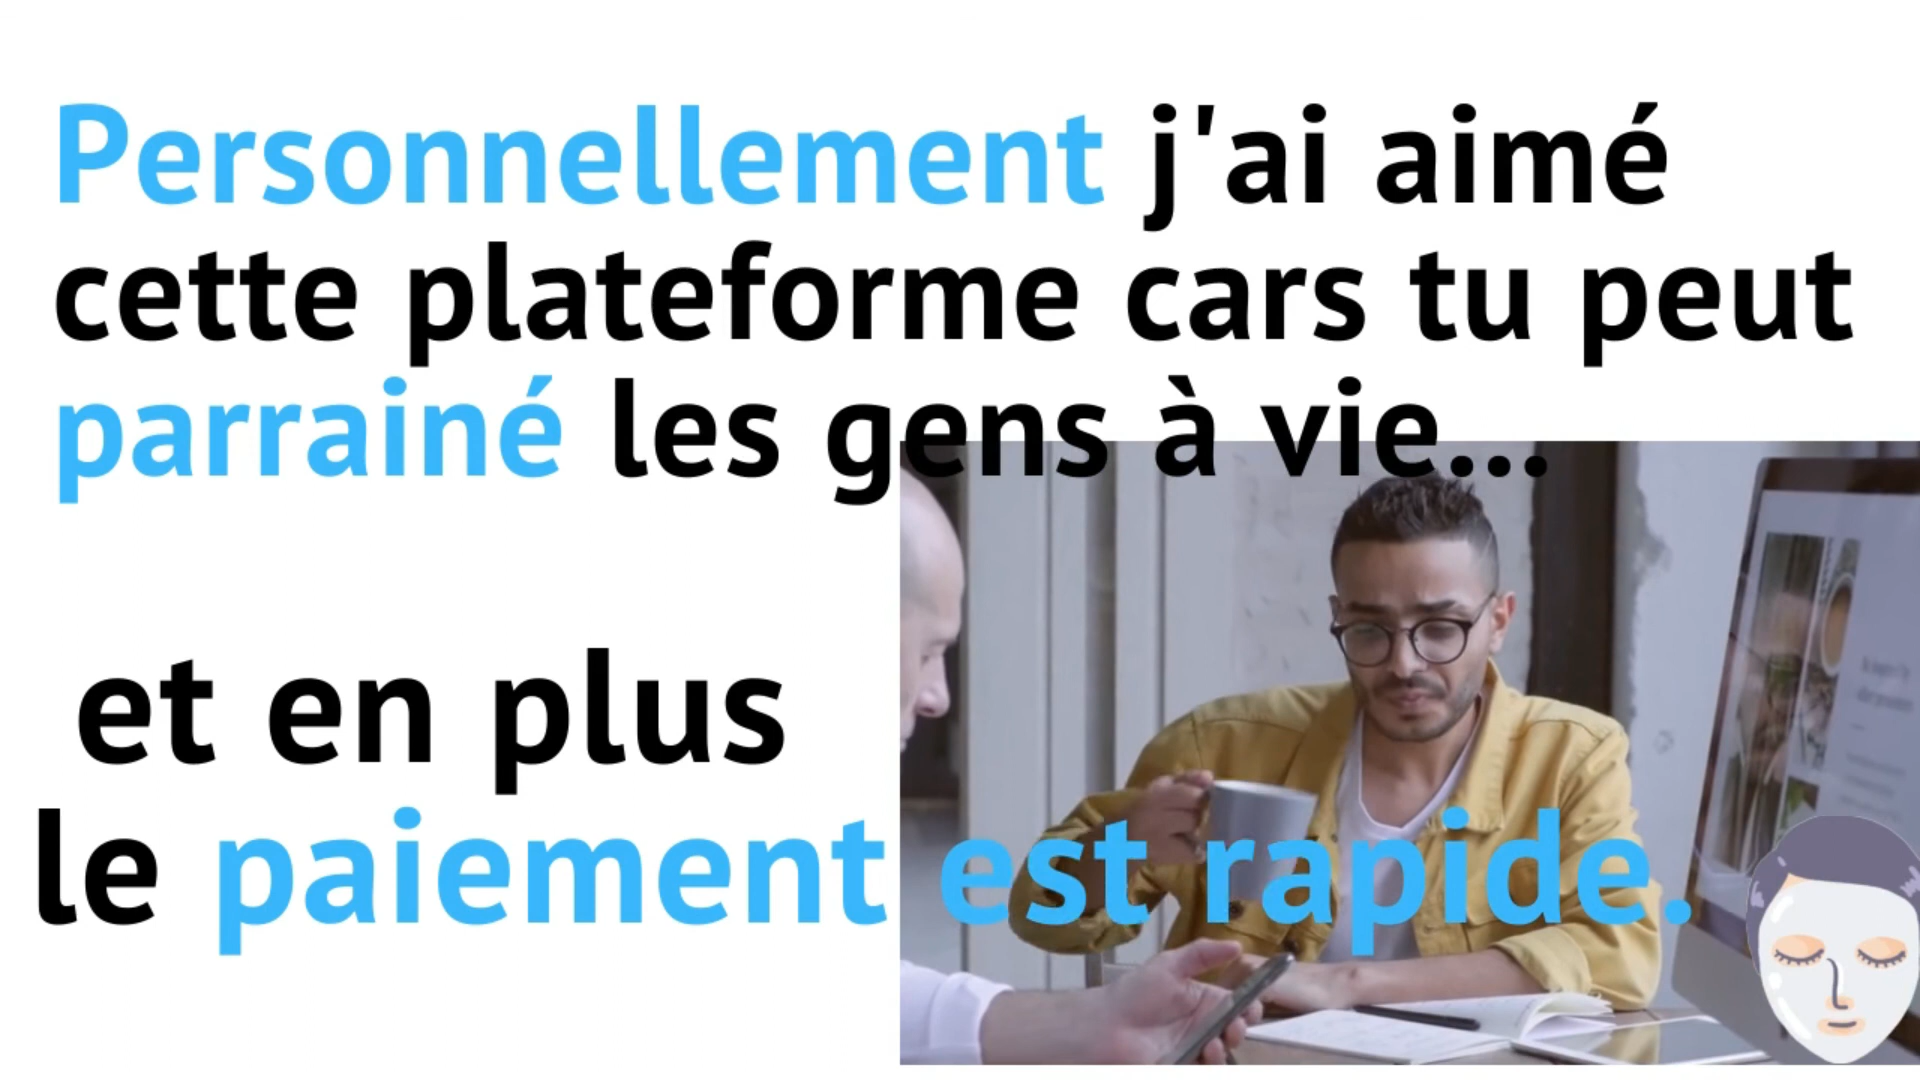 Personnellement j'ai aimé
cette plateforme cars tu peut
parrainé les gens à vie...
et en plus
le paiement est rapide.